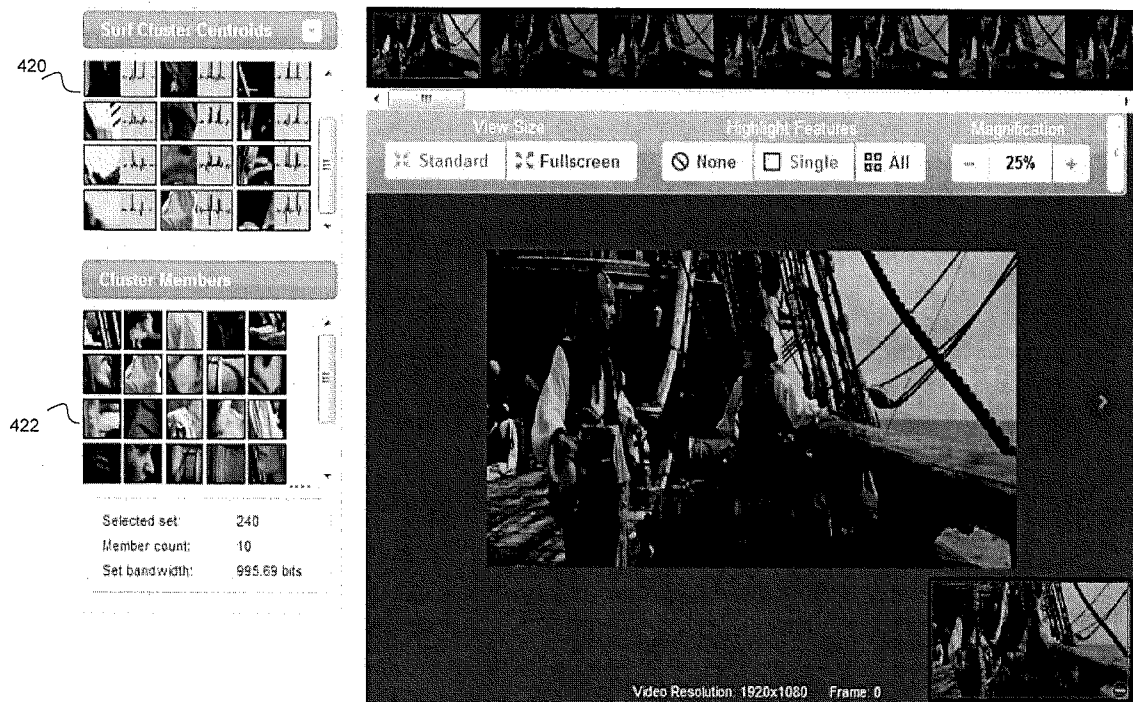 Surf Cluster Centroids
420
Cluster Members
422
Selected set: 240
Member count: 10
Set bandwidth: 995.69 bits
View Size
Standard
Fullscreen
Highlight Features
None
Single
All
Magnification
25%
Video Resolution: 1920x1080 Frame: 0